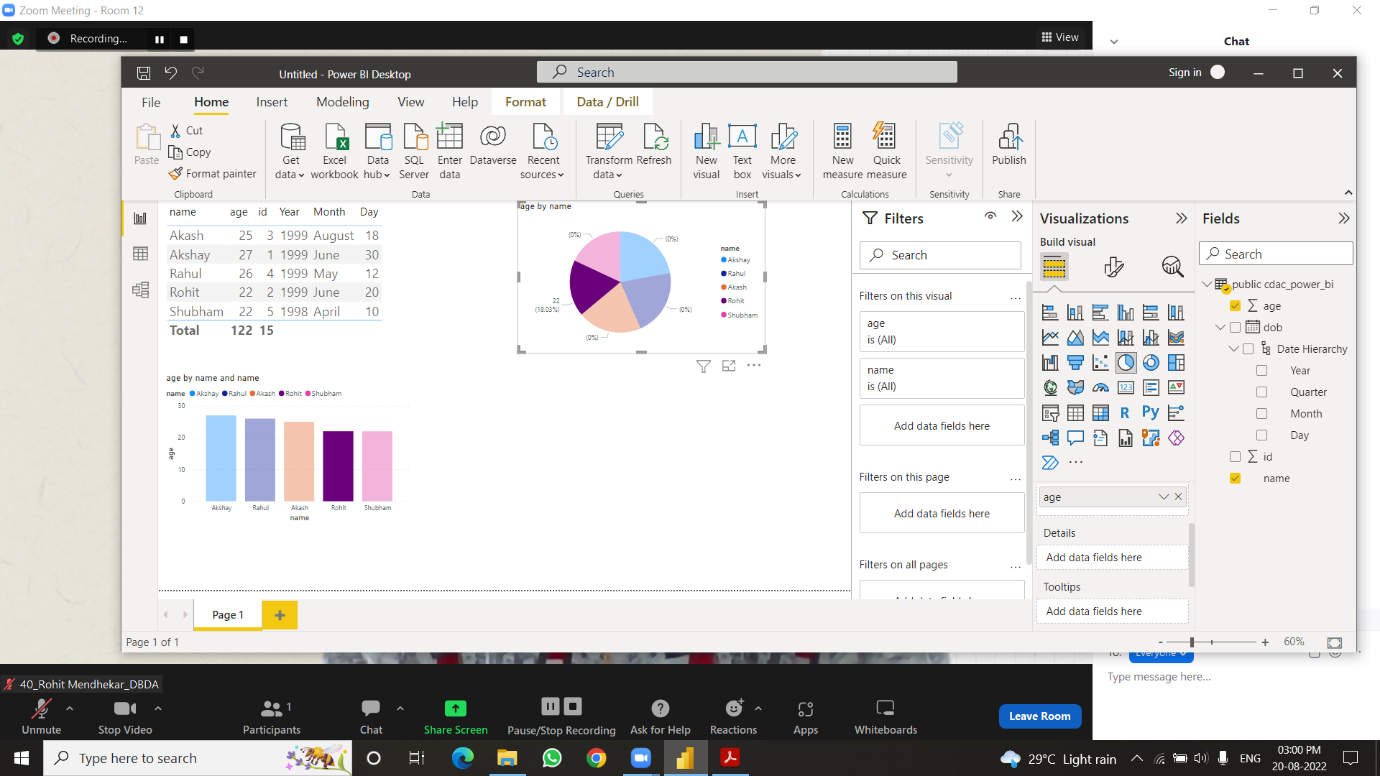 Zoom Meeting - Room 12
Recording...
View
Chat
Untitled - Power BI Desktop
Search
Sign in
File Home Insert Modeling View Help Format Data / Drill
Paste
Cut
Copy
Format painter
Clipboard
Get data
Excel workbook
Data hub
SQL Server
Enter data
Dataverse
Recent sources
Data
Transform data
Refresh
Queries
New visual
Text box
More visuals
Insert
New measure
Quick measure
Calculations
Sensitivity
Sensitivity
Publish
Share
name age id Year Month Day
Akash 25 3 1999 August 18
Akshay 27 1 1999 June 30
Rahul 26 4 1999 May 12
Rohit 22 2 1999 June 20
Shubham 22 5 1998 April 10
Total 122 15
age by name
(0%)
(0%)
22
(18.03%)
(0%)
(0%)
name
Akshay
Rahul
Akash
Rohit
Shubham
age by name and name
name Akshay Rahul Akash Rohit Shubham
30
20
10
0
age
Akshay Rahul Akash Rohit Shubham
name
Filters
Search
Filters on this visual
age
is (All)
name
is (All)
Add data fields here
Filters on this page
Add data fields here
Filters on all pages
Visualizations
Build visual
123
R
Py
age
Details
Add data fields here
Tooltips
Add data fields here
Fields
Search
public cdac_power_bi
age
dob
Date Hierarchy
Year
Quarter
Month
Day
id
name
Page 1
Page 1 of 1
60%
Everyone
Type message here...
40_Rohit Mendhekar_DBDA
Unmute
Stop Video
1
Participants
Chat
Share Screen
Pause/Stop Recording
Ask for Help
Reactions
Apps
Whiteboards
Leave Room
Type here to search
29°C Light rain
ENG
03:00 PM
20-08-2022